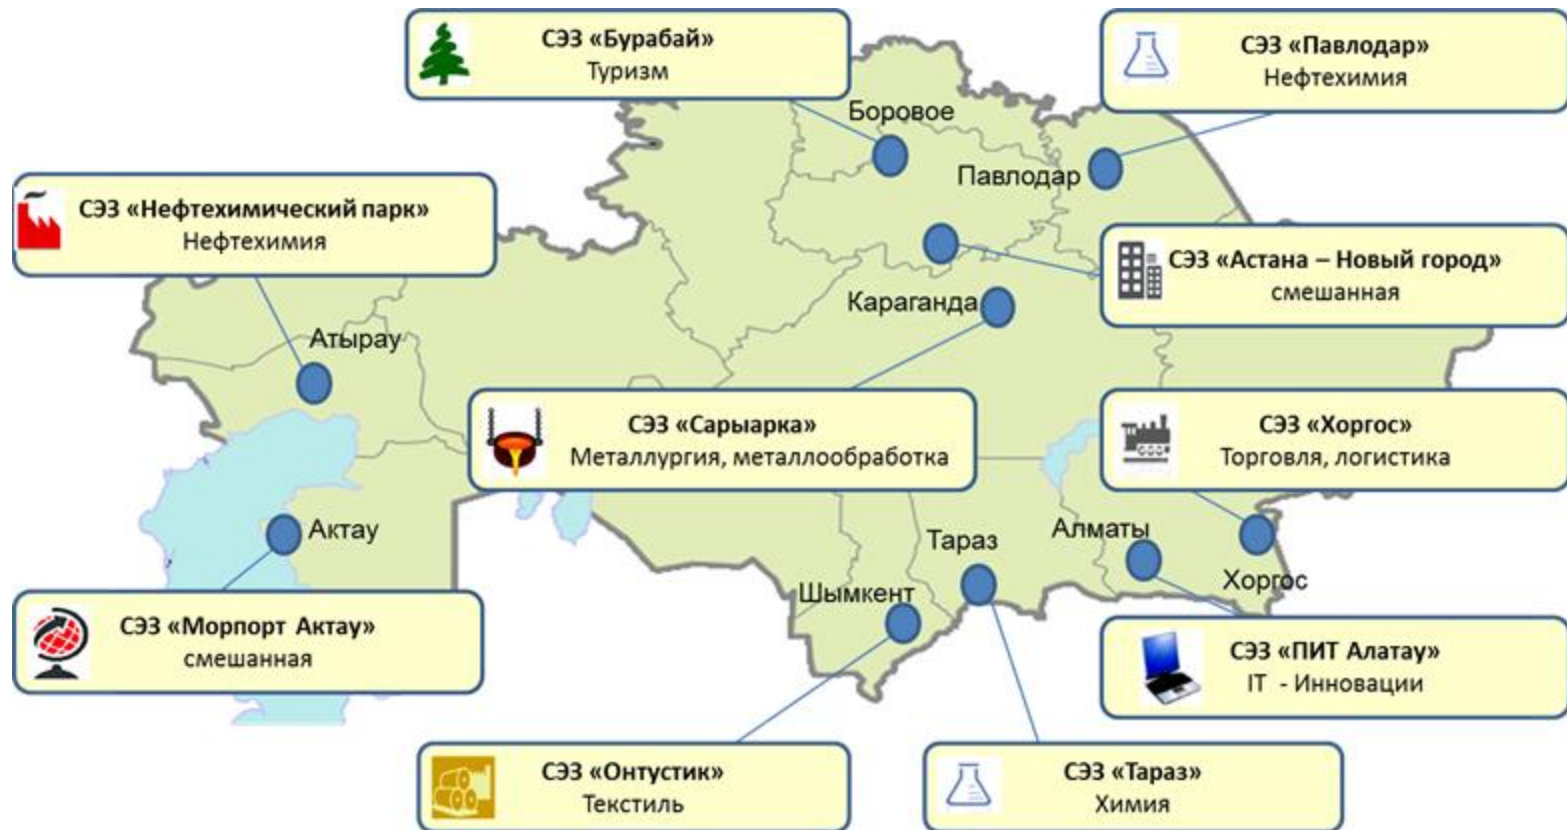 СЭЗ «Бурабай»
Туризм
СЭЗ «Павлодар»
Нефтехимия
Боровое
Павлодар
СЭЗ «Нефтехимический парк»
Нефтехимия
СЭЗ «Астана – Новый город»
смешанная
Караганда
Атырау
СЭЗ «Сарыарка»
Металлургия, металлообработка
СЭЗ «Хоргос»
Торговля, логистика
Актау
Тараз
Алматы
Хоргос
Шымкент
СЭЗ «Морпорт Актау»
смешанная
СЭЗ «ПИТ Алатау»
IT - Инновации
СЭЗ «Онтустик»
Текстиль
СЭЗ «Тараз»
Химия